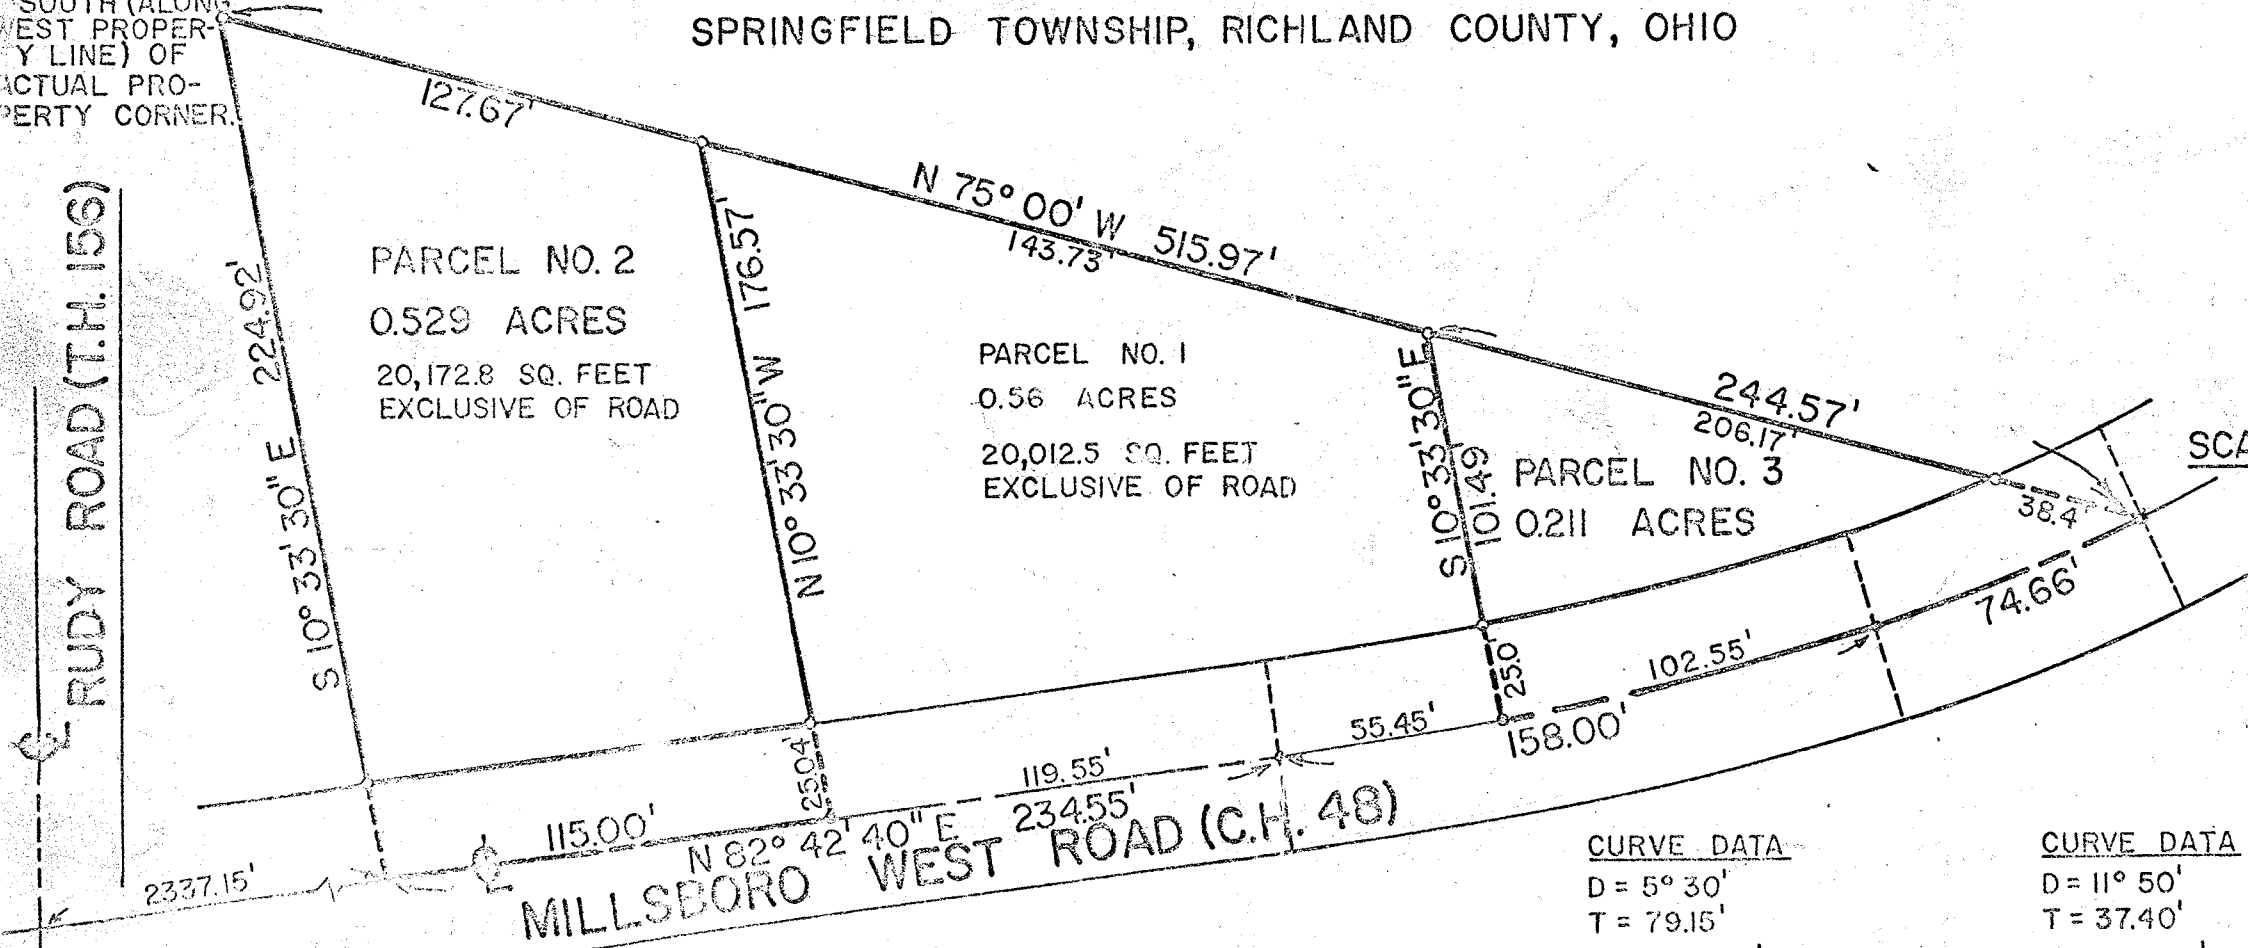 SOUTH (ALONG
WEST PROPER-
Y LINE) OF
ACTUAL PRO-
PERTY CORNER.
SPRINGFIELD TOWNSHIP, RICHLAND COUNTY, OHIO
127.67'
N 75° 00' W 515.97'
143.73'
RUDY ROAD (T.H. 156)
S 10° 33' 30" E 224.92'
PARCEL NO. 2
0.529 ACRES
20,172.8 SQ. FEET
EXCLUSIVE OF ROAD
N 10° 33' 30" W 176.57'
PARCEL NO. 1
0.56 ACRES
20,012.5 SQ. FEET
EXCLUSIVE OF ROAD
S 10° 33' 30" E
101.49'
244.57'
206.17'
PARCEL NO. 3
0.211 ACRES
38.4'
SCA
74.66'
102.55'
25.0'
158.00'
55.45'
119.55'
234.55'
25.04'
115.00'
N 82° 42' 40" E
MILLSBORO WEST ROAD (C.H. 48)
2337.15'
CURVE DATA
D = 5° 30'
T = 79.15'
CURVE DATA
D = 11° 50'
T = 37.40'